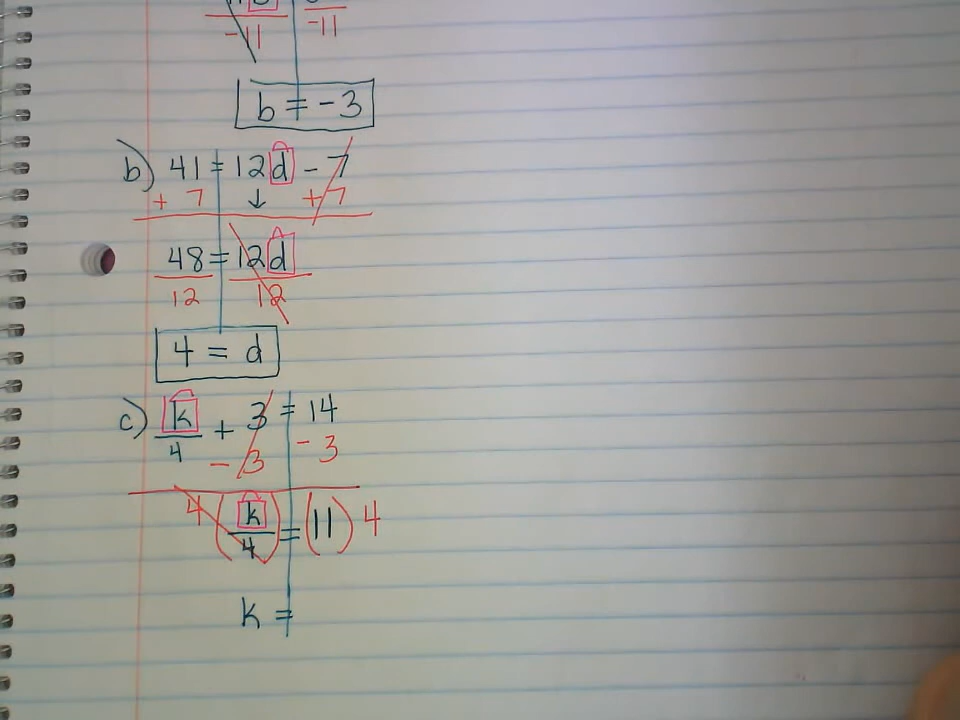 -11 -11
b = -3
b) 41 = 12d - 7
+ 7 ↓ + 7
48 = 12d
12 12
4 = d
c) k/4 + 3 = 14
- 3 - 3
4 (k/4) = (11) 4
k =